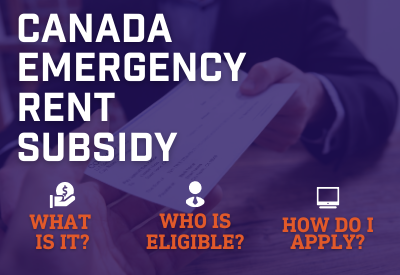 CANADA
EMERGENCY
RENT
SUBSIDY
WHAT
IS IT?
WHO IS
ELIGIBLE?
HOW DO I
APPLY?